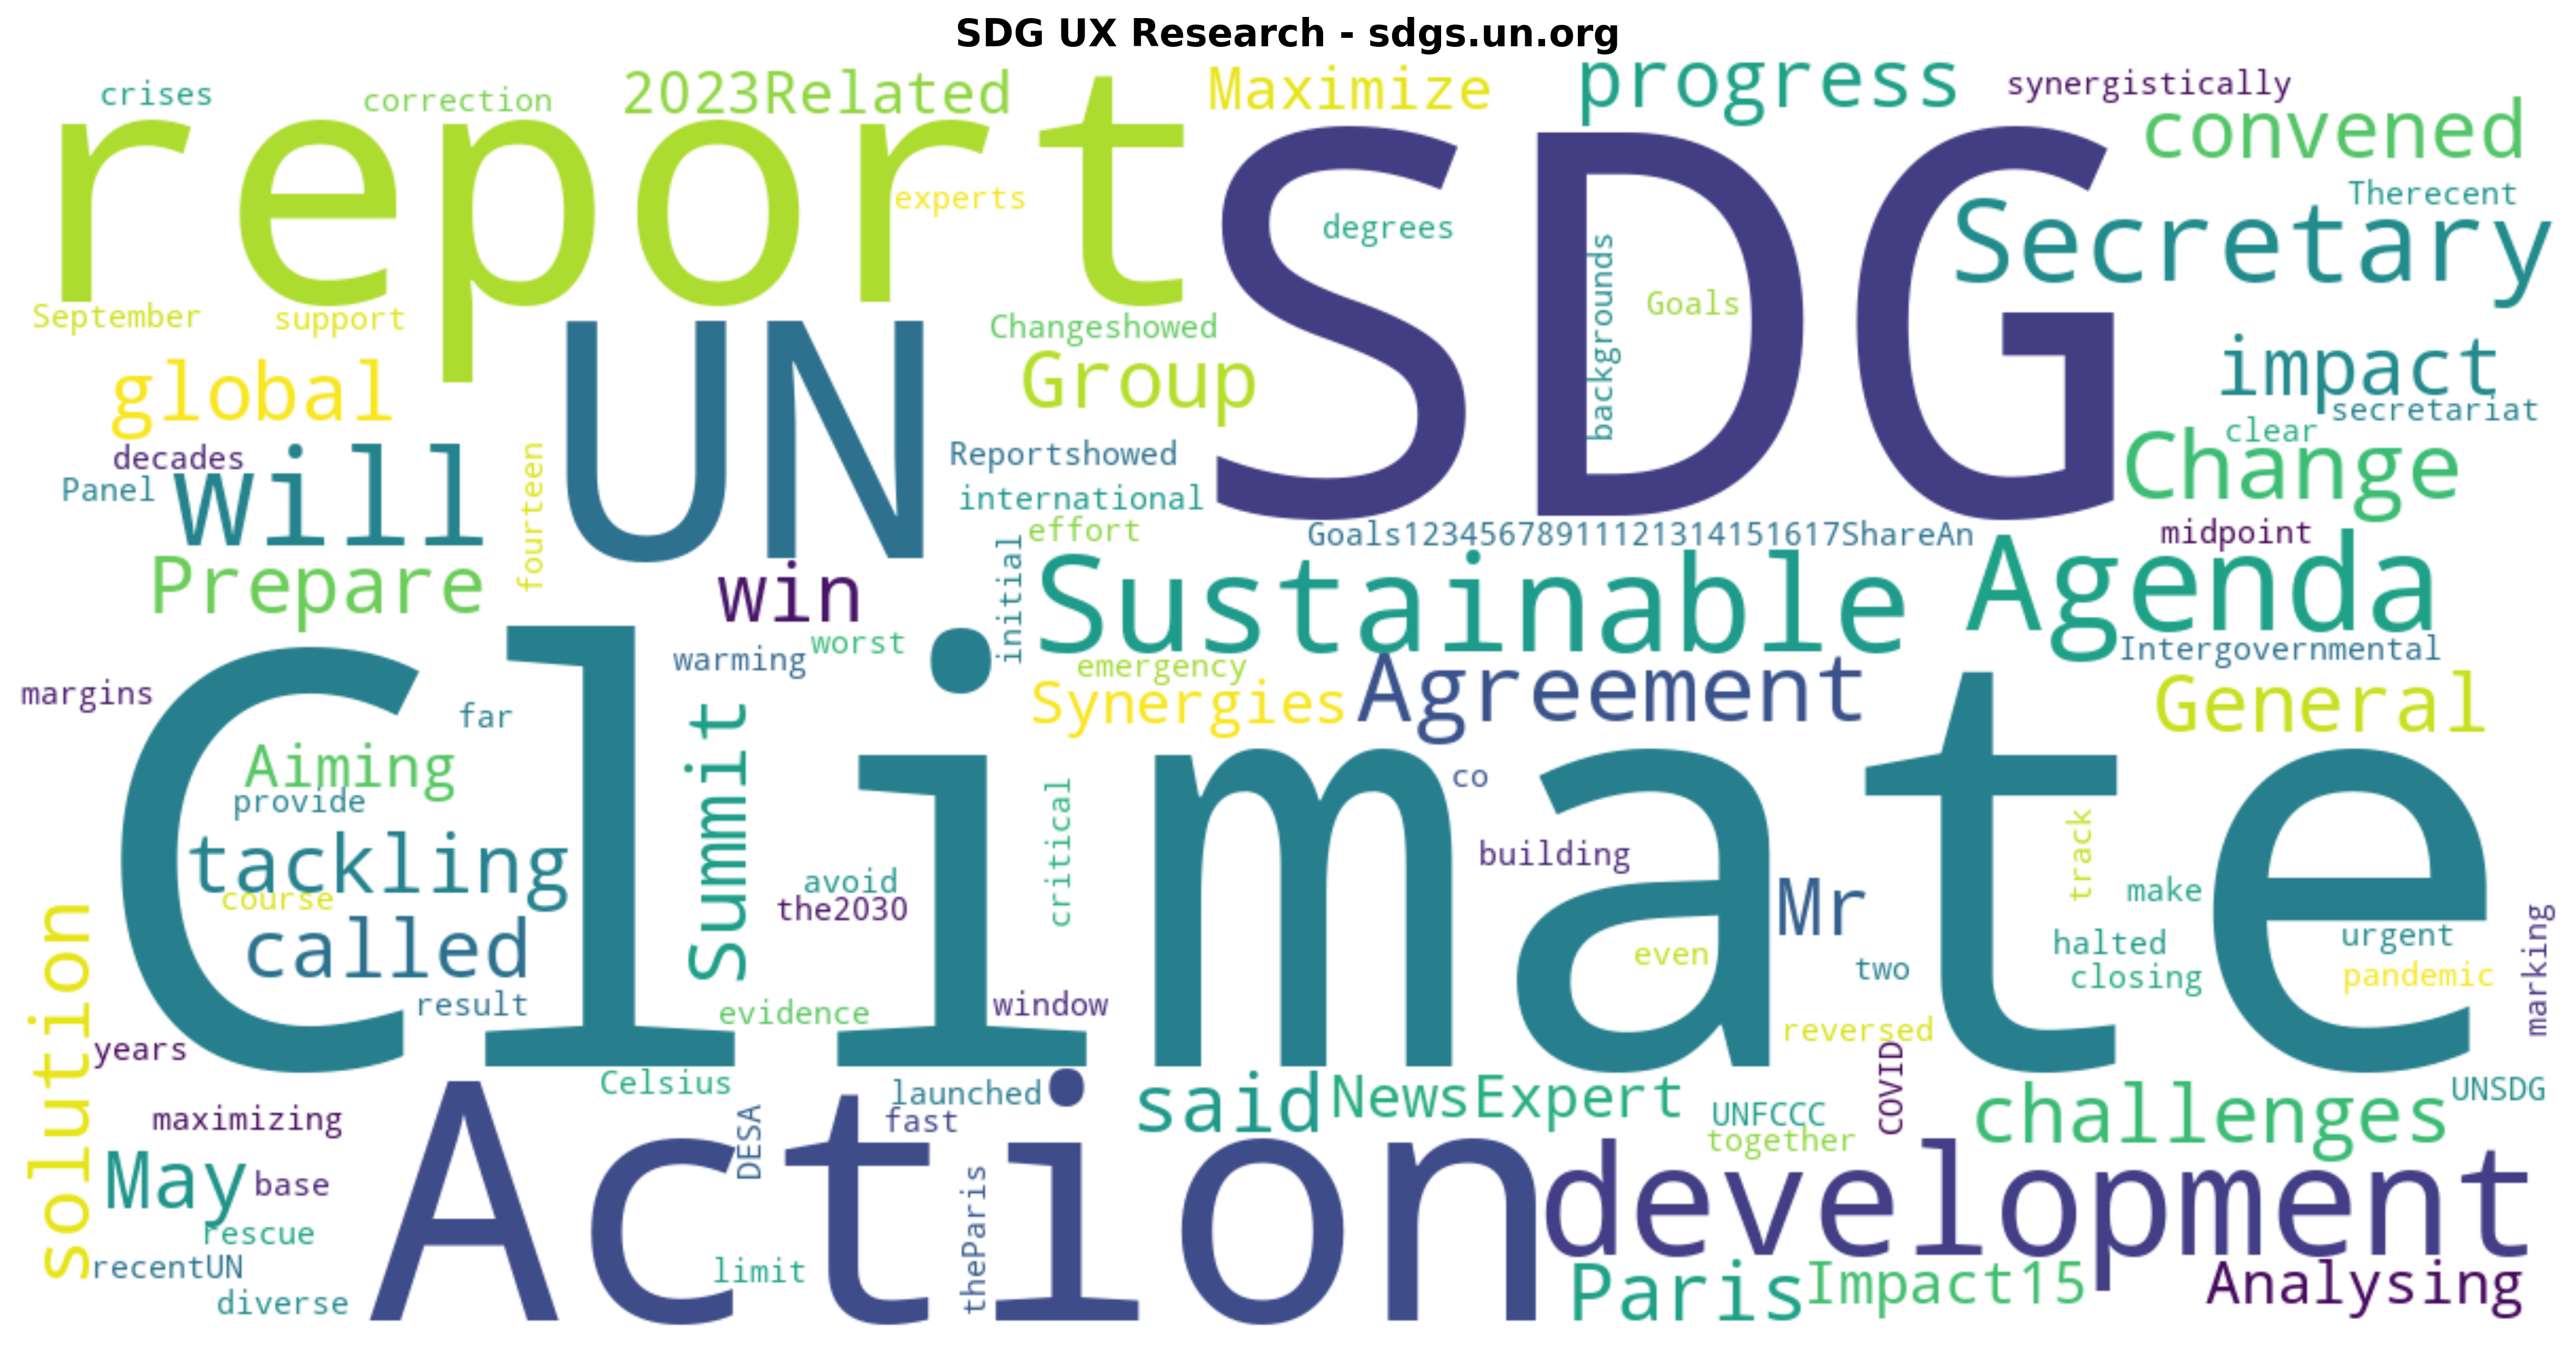 SDG UX Research - sdgs.un.org
crises
correction
2023Related
Maximize
progress
synergistically
report
SDG
convened
experts
degrees
backgrounds
Goals
Therecent
Secretary
September
support
UN
Changeshowed
global
Group
impact
secretariat
decades
Panel
will
fourteen
Reportshowed
international
effort
clear
Change
Goals1234567891112131415161​7ShareAn
midpoint
Prepare
win
initial
Sustainable
Agenda
warming
worst
emergency
Intergovernmental
margins
far
Synergies
Agreement
General
Climate
Aiming
provide
tackling
course
called
result
Summit
avoid
the2030
critical
co
building
Mr
track
make
even
two
halted
closing
urgent
pandemic
marking
solution
years
evidence
window
reversed
COVID
Celsius
launched
fast
said
NewsExpert
UNFCCC
together
challenges
UNSDG
maximizing
DESA
May
base
rescue
recentUN
diverse
Action
limit
theParis
development
Paris
Impact15
Analysing